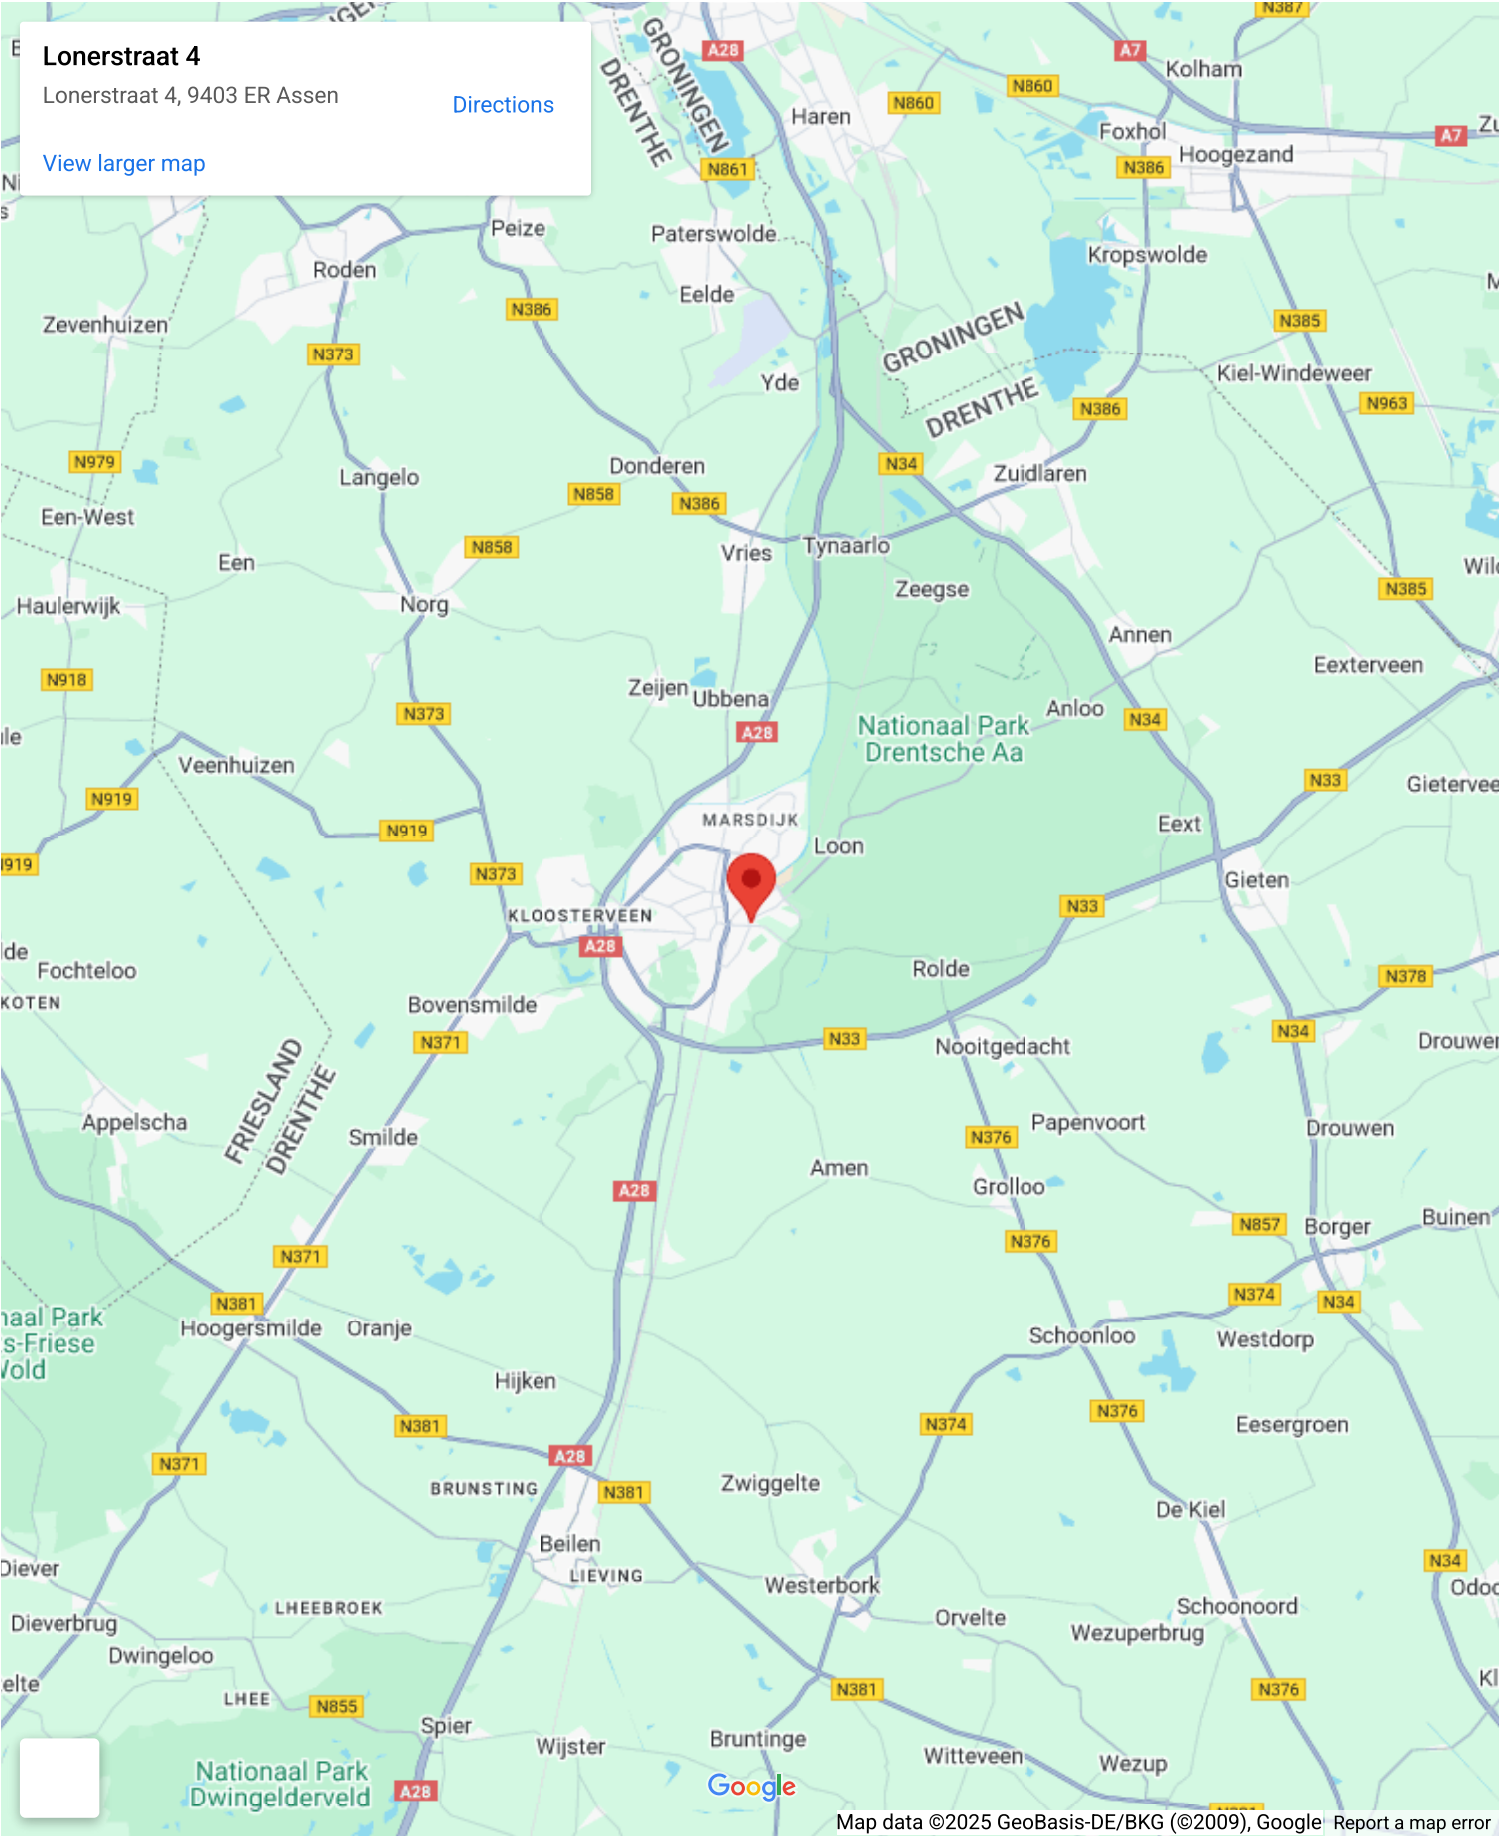 Lonerstraat 4
Lonerstraat 4, 9403 ER Assen
Directions
View larger map
N387
A28
A7
Kolham
GRONINGEN
DRENTHE
N860
N860
Haren
Foxhol
A7
Hoogezand
N861
N386
Peize
Paterswolde
Kropswolde
Roden
Eelde
N386
Zevenhuizen
GRONINGEN
N385
N373
Yde
Kiel-Windeweer
DRENTHE
N963
N386
N979
Donderen
N34
Langelo
Zuidlaren
N858
N386
Een-West
N858
Vries
Tynaarlo
Een
Zeegse
N385
Haulerwijk
Norg
Annen
Eexterveen
N918
Zeijen
Ubbena
Anloo
N373
N34
Nationaal Park
Drentsche Aa
A28
Veenhuizen
N33
N919
MARSDIJK
Eext
N919
Loon
N919
N373
Gieten
N33
KLOOSTERVEEN
A28
Fochteloo
Rolde
N378
KOTEN
Bovensmilde
N34
N371
N33
Nooitgedacht
FRIESLAND
DRENTHE
Appelscha
Papenvoort
Drouwen
Smilde
N376
Amen
A28
Grolloo
Buinen
N857
Borger
N371
N376
N381
N374
N34
naal Park
s-Friese
Wold
Hoogersmilde
Oranje
Schoonloo
Westdorp
Hijken
N376
N381
N374
Eesergroen
A28
N371
BRUNSTING
N381
Zwiggelte
De Kiel
Beilen
Diever
N34
LIEVING
Westerbork
LHEEBROEK
Schoonoord
Dieverbrug
Orvelte
Wezuperbrug
Dwingeloo
N381
N376
LHEE
N855
Spier
Wijster
Bruntinge
Witteveen
Wezup
Nationaal Park
Dwingelderveld
A28
Google
Map data ©2025 GeoBasis-DE/BKG (©2009), Google
Report a map error